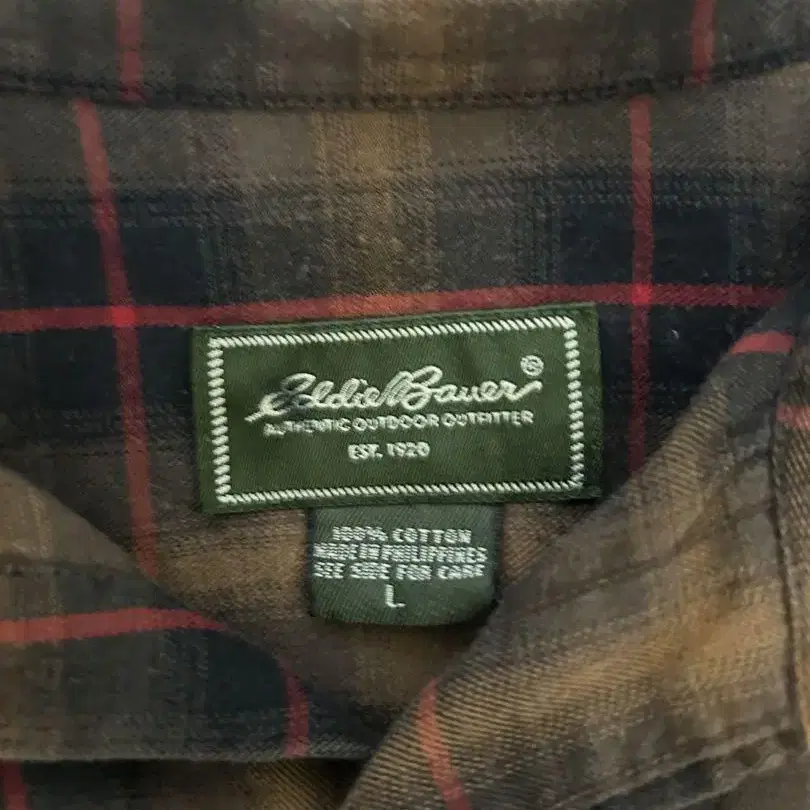 Eddie Bauer®
AUTHENTIC OUTDOOR OUTFITTER
EST. 1920
100% COTTON
MADE IN PHILIPPINES
SEE SIDE FOR CARE
L